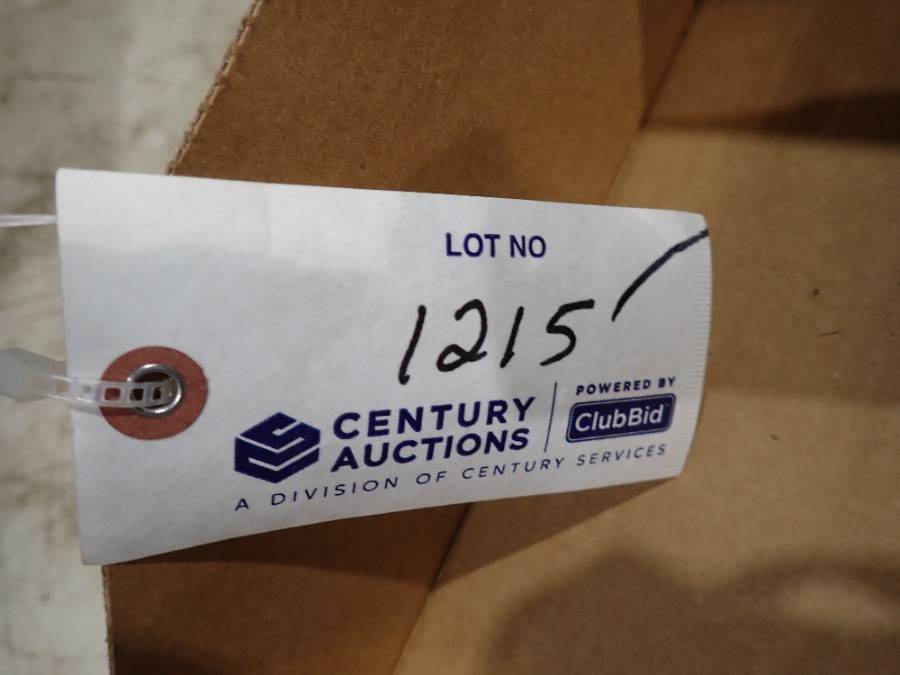 LOT NO
1215
CENTURY
AUCTIONS
POWERED BY
ClubBid
A DIVISION OF CENTURY SERVICES